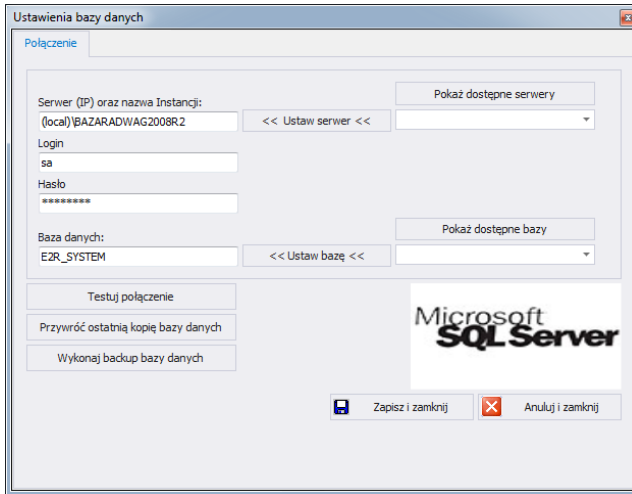 Ustawienia bazy danych
Połączenie
Pokaż dostępne serwery
Serwer (IP) oraz nazwa Instancji:
(local)\BAZARADWAG2008R2
<< Ustaw serwer <<
Login
sa
Hasło
********
Pokaż dostępne bazy
Baza danych:
E2R_SYSTEM
<< Ustaw bazę <<
Testuj połączenie
Przywróć ostatnią kopię bazy danych
Wykonaj backup bazy danych
Microsoft
SQL Server
Zapisz i zamknij
Anuluj i zamknij